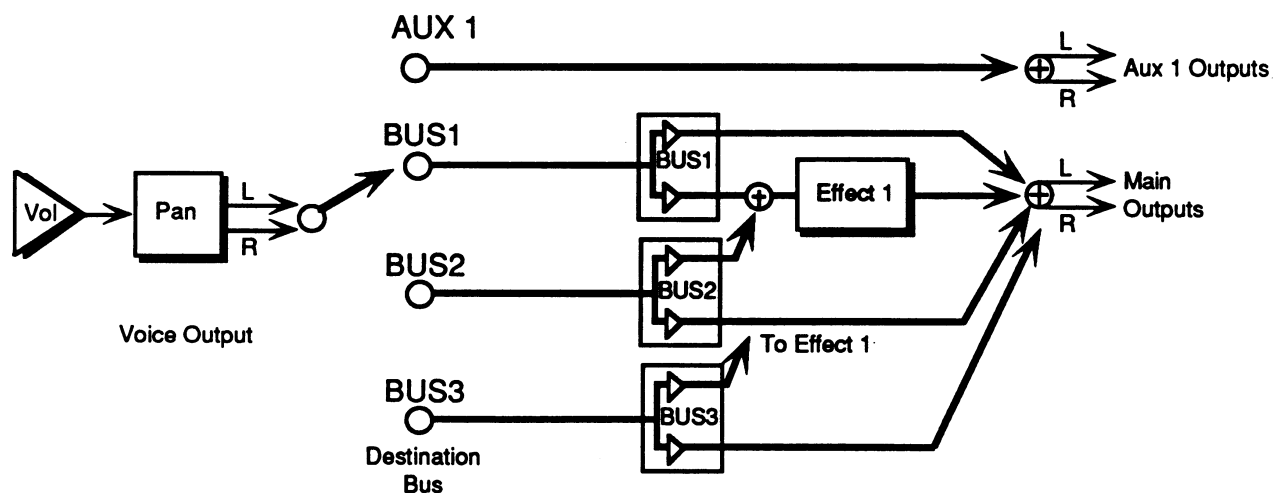 AUX 1
L
R
Aux 1 Outputs
BUS1
BUS1
Effect 1
L
R
Main
Outputs
Vol
Pan
L
R
Voice Output
BUS2
BUS2
To Effect 1
BUS3
BUS3
Destination
Bus